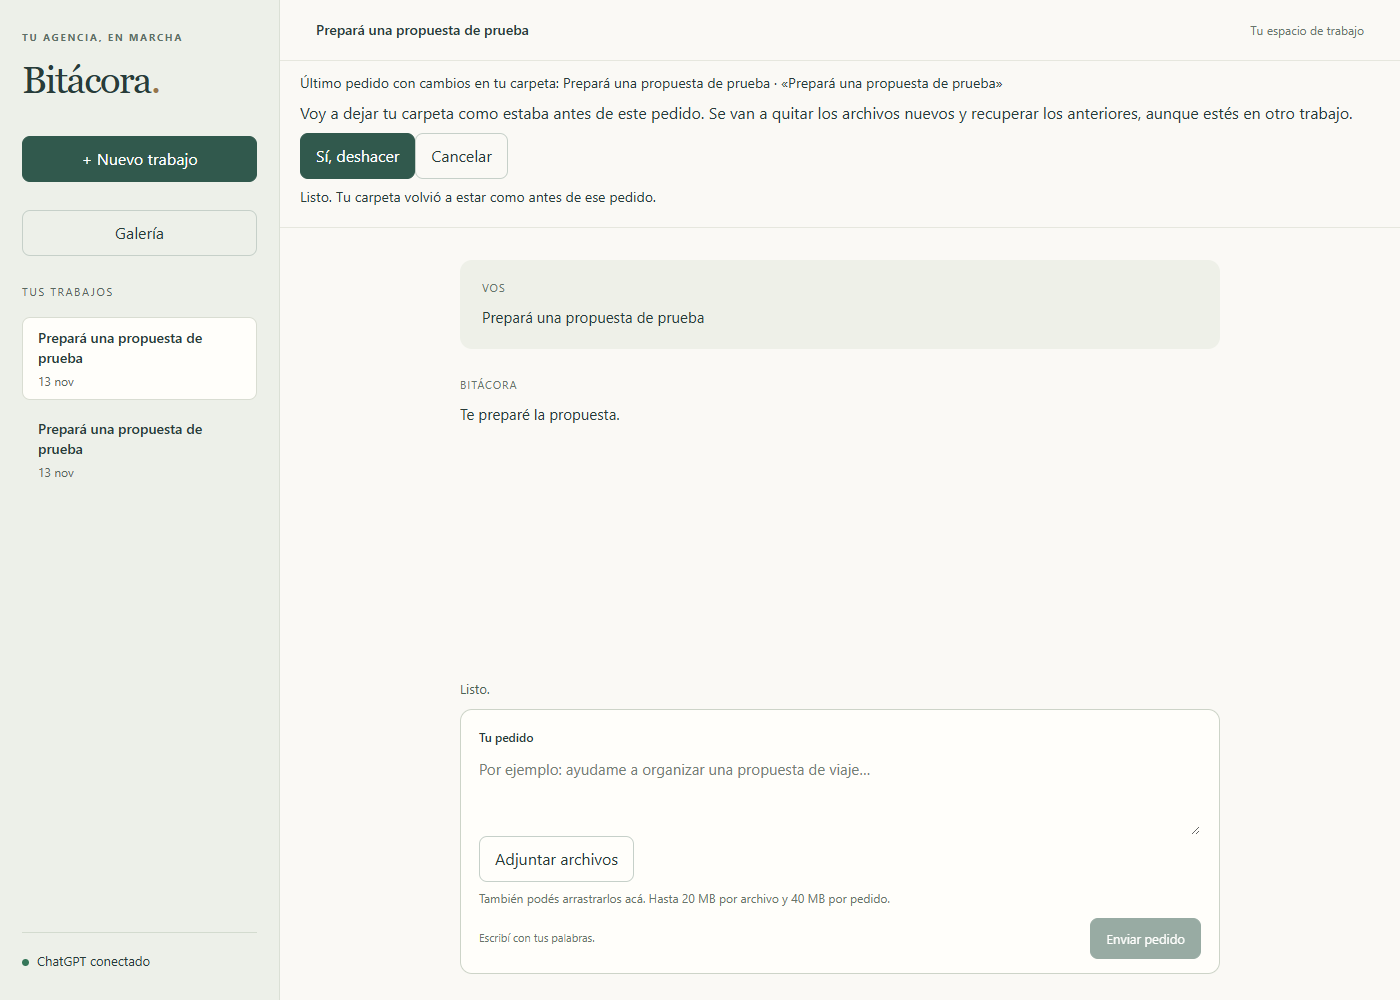 TU AGENCIA, EN MARCHA
Bitácora.
+ Nuevo trabajo
Galería
TUS TRABAJOS
Prepará una propuesta de
prueba
13 nov
Prepará una propuesta de
prueba
13 nov
ChatGPT conectado
Prepará una propuesta de prueba
Tu espacio de trabajo
Último pedido con cambios en tu carpeta: Prepará una propuesta de prueba · «Prepará una propuesta de prueba»
Voy a dejar tu carpeta como estaba antes de este pedido. Se van a quitar los archivos nuevos y recuperar los anteriores, aunque estés en otro trabajo.
Sí, deshacer
Cancelar
Listo. Tu carpeta volvió a estar como antes de ese pedido.
VOS
Prepará una propuesta de prueba
BITÁCORA
Te preparé la propuesta.
Listo.
Tu pedido
Por ejemplo: ayudame a organizar una propuesta de viaje...
Adjuntar archivos
También podés arrastrarlos acá. Hasta 20 MB por archivo y 40 MB por pedido.
Escribí con tus palabras.
Enviar pedido